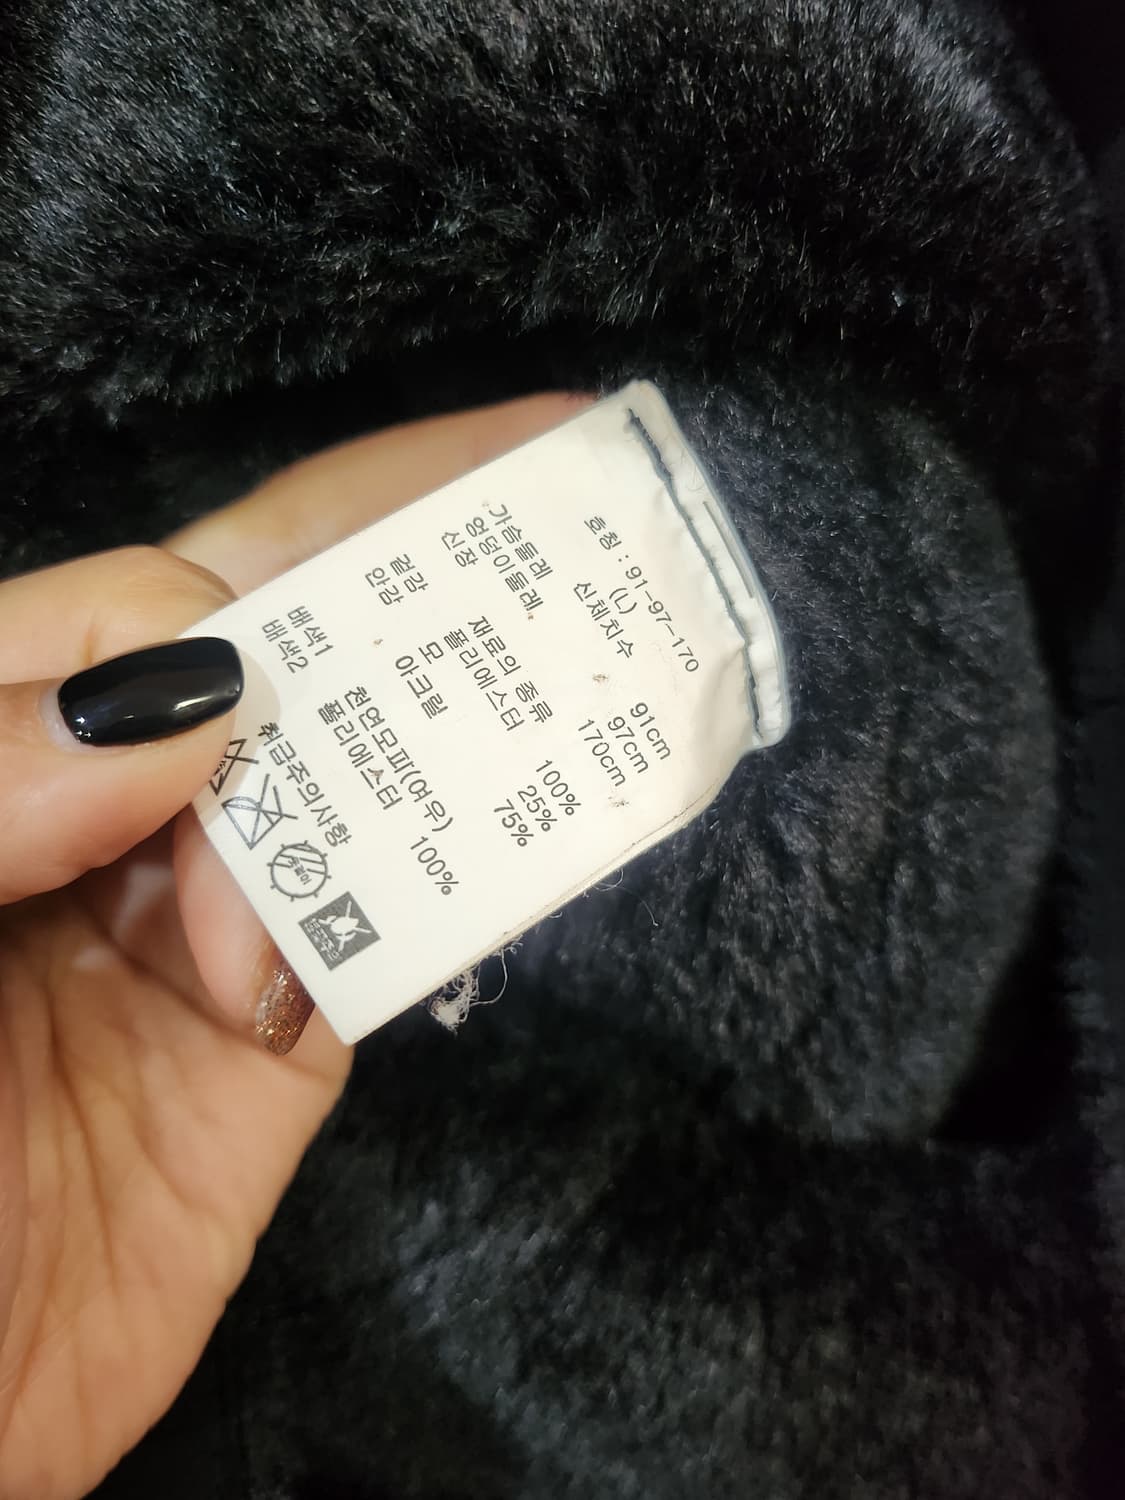 호칭 : 91-97-170
(L)
신체치수
가슴둘레 91cm
엉덩이둘레 97cm
신장 170cm
재료의 종류
겉감 폴리에스터 100%
안감 모 25%
아크릴 75%
배색1 천연모피(여우)
배색2 폴리에스터 100%
취급주의사항